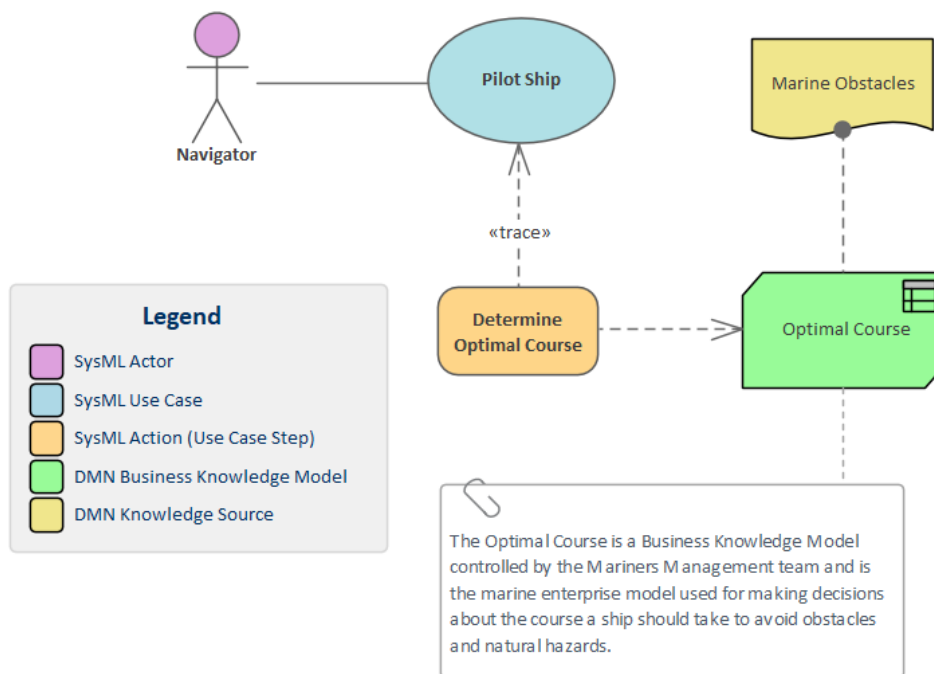 Pilot Ship
Marine Obstacles
Navigator
«trace»
Determine
Optimal Course
Optimal Course
Legend
SysML Actor
SysML Use Case
SysML Action (Use Case Step)
DMN Business Knowledge Model
DMN Knowledge Source
The Optimal Course is a Business Knowledge Model
controlled by the Mariners Management team and is
the marine enterprise model used for making decisions
about the course a ship should take to avoid obstacles
and natural hazards.